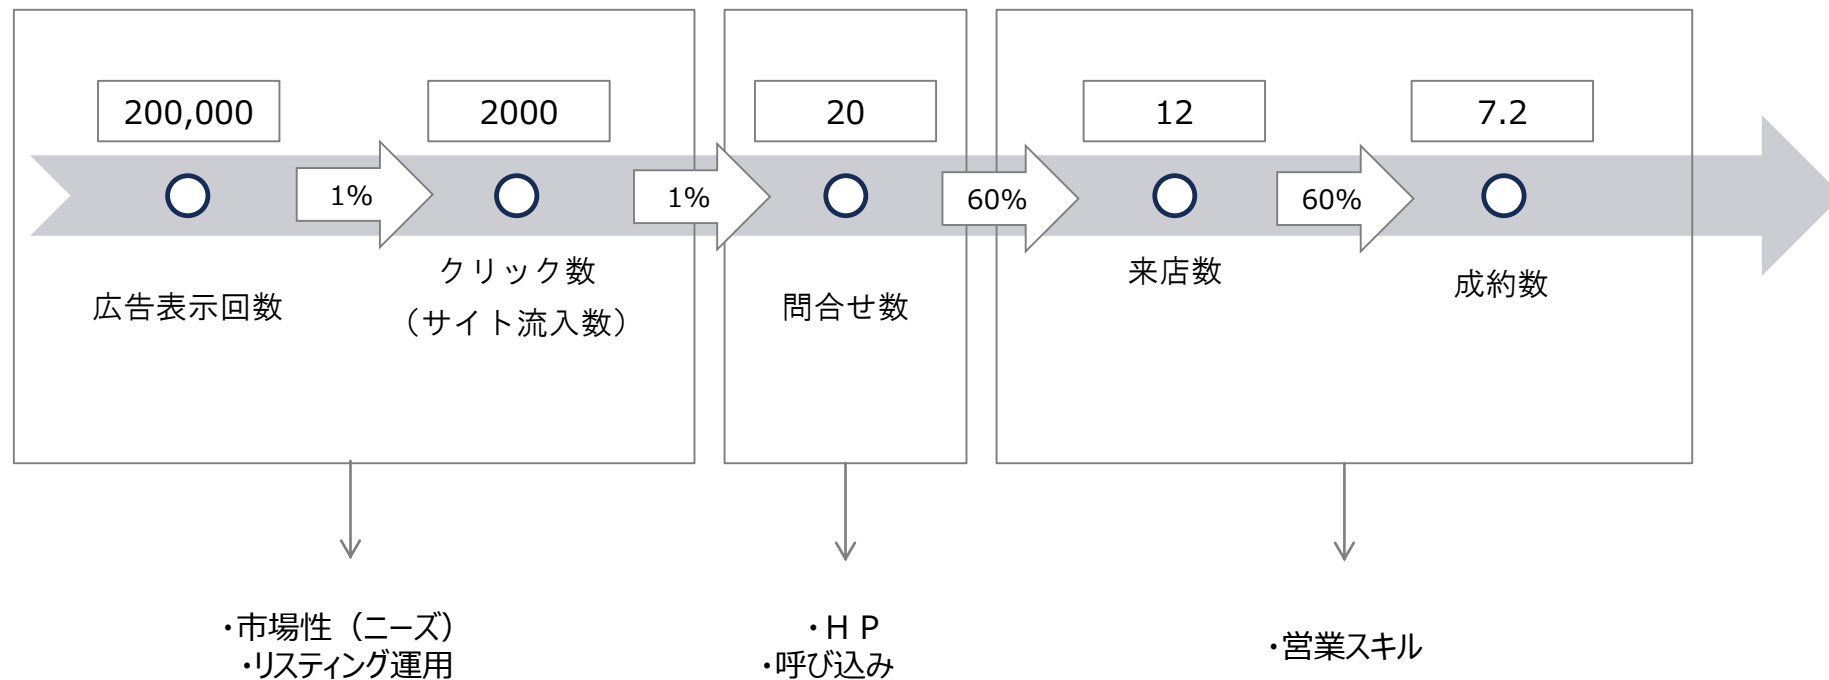 200,000
2000
20
12
7.2
1%
1%
60%
60%
広告表示回数
クリック数
（サイト流入数）
問合せ数
来店数
成約数
・市場性（ニーズ）
・リスティング運用
・ＨＰ
・呼び込み
・営業スキル